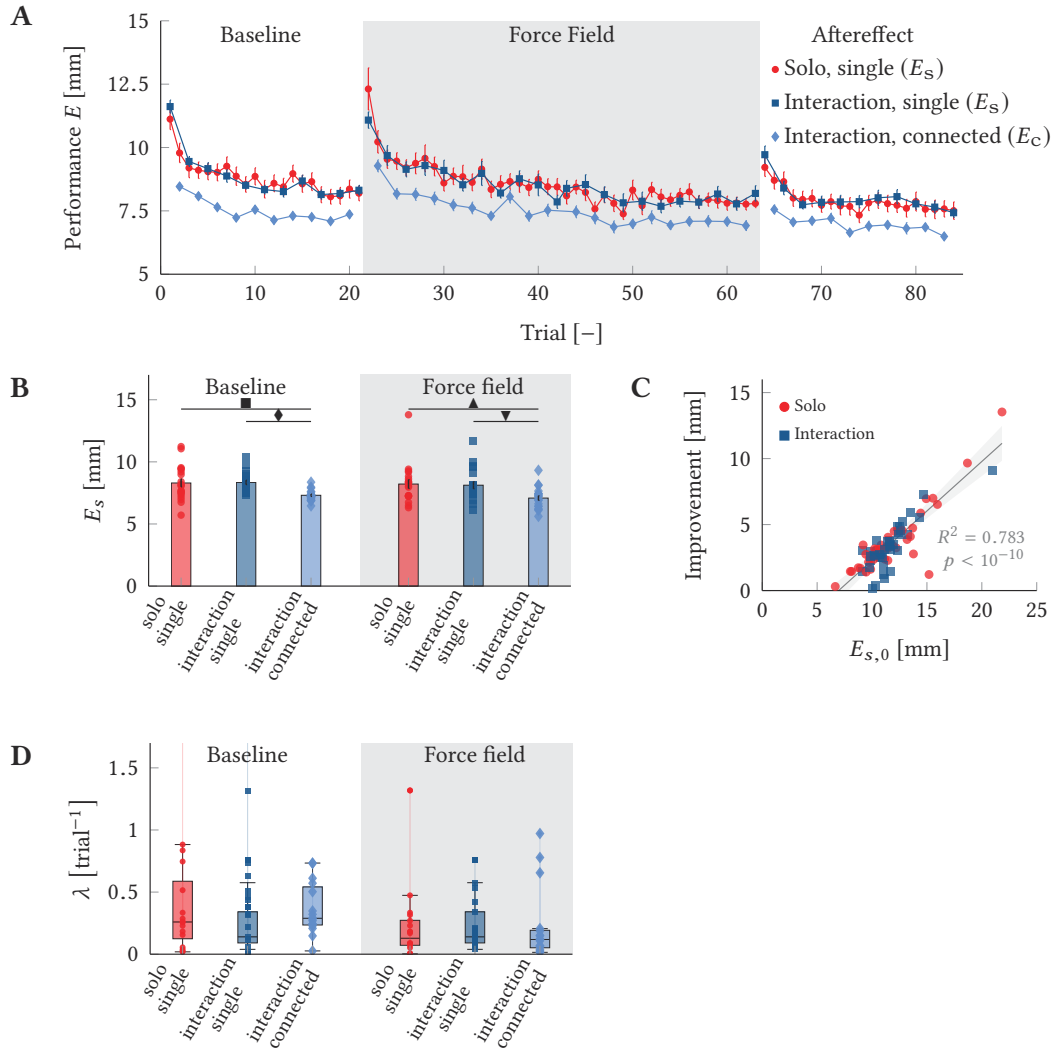 A
Performance E [mm]
15
12.5
10
7.5
5
Baseline
Force Field
Aftereffect
Solo, single (Es)
Interaction, single (Es)
Interaction, connected (Ec)
0
10
20
30
40
50
60
70
80
Trial [−]
B
Es [mm]
15
10
5
0
Baseline
Force field
solo single
interaction single
interaction connected
solo single
interaction single
interaction connected
C
Improvement [mm]
15
10
5
0
Solo
Interaction
R² = 0.783
p < 10⁻¹⁰
0
5
10
15
20
25
Es,0 [mm]
D
λ [trial⁻¹]
1.5
1
0.5
0
Baseline
Force field
solo single
interaction single
interaction connected
solo single
interaction single
interaction connected